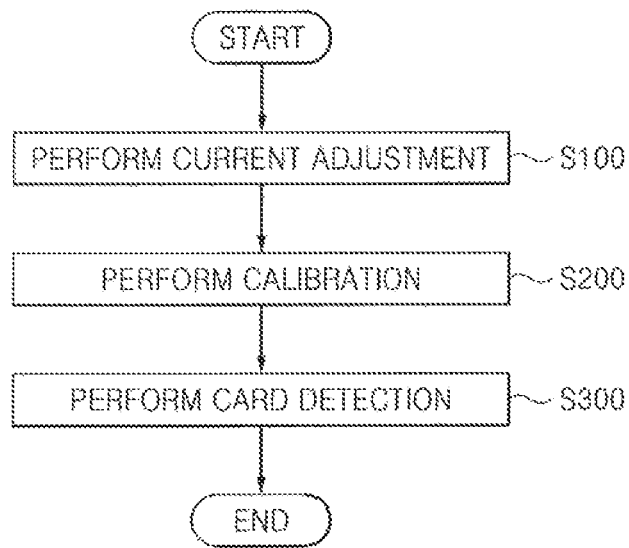 START
PERFORM CURRENT ADJUSTMENT S100
PERFORM CALIBRATION S200
PERFORM CARD DETECTION S300
END